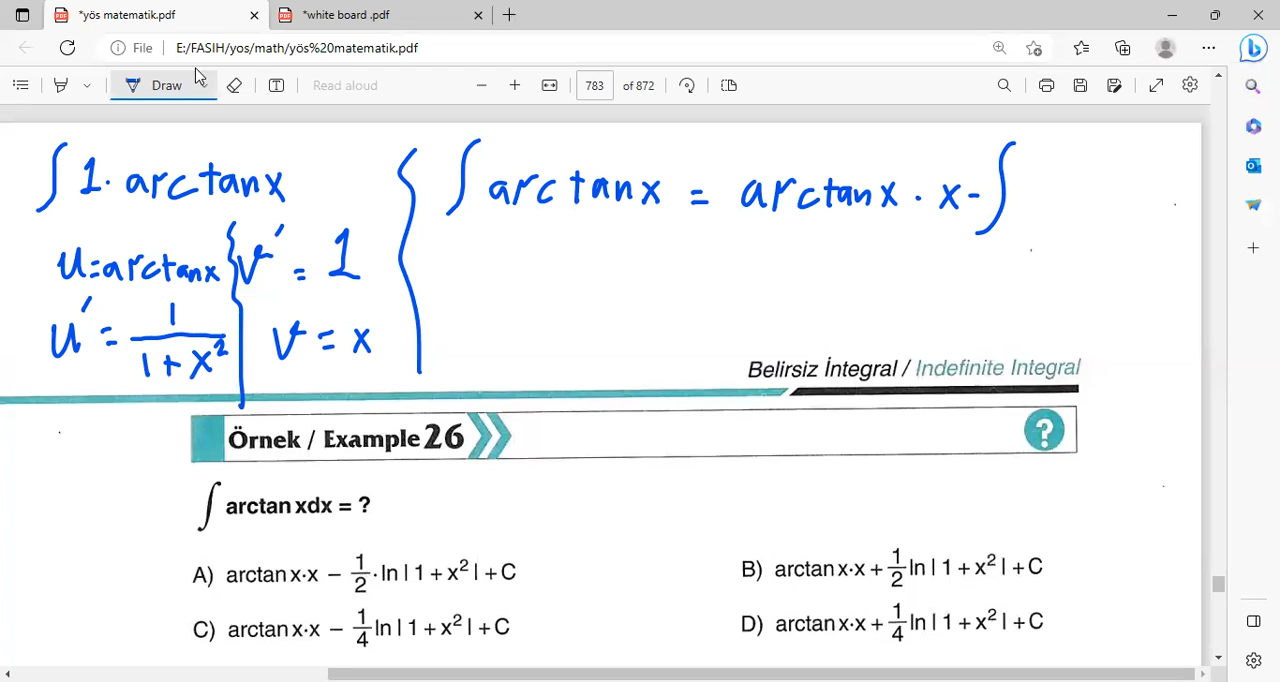 *yös matematik.pdf
*white board .pdf
File
E:/FASIH/yos/math/yös%20matematik.pdf
Draw
Read aloud
783
of 872
∫ 1. arctanx
∫ arctanx = arctanx · x - ∫
u=arctanx
v' = 1
u' = 1/(1+x²)
v = x
Belirsiz İntegral / Indefinite Integral
Örnek / Example 26
?
∫ arctan xdx = ?
A) arctan x·x − 1/2·ln|1+x²|+C
B) arctan x·x + 1/2 ln|1+x²|+C
C) arctan x·x − 1/4 ln|1+x²|+C
D) arctan x·x + 1/4 ln|1+x²|+C